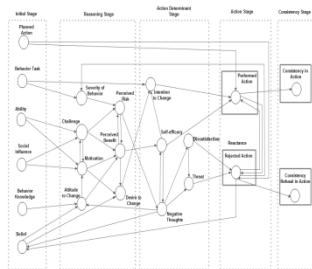 Initial Stage
Reasoning Stage
Action Determinant
Stage
Action Stage
Consistency Stage
Planned
Action
Behavior Task
Severity of
Behavior
Perceived
Risk
Intention
to Change
Performed
Action
Consistency in
Action
Ability
Challenge
Perceived
Benefit
Self-efficacy
Dissatisfaction
Reactance
Social
Influence
Motivation
Rejected Action
Threat
Consistency
Refusal in Action
Behavior
Knowledge
Attitude
to Change
Desire to
Change
Negative
Thoughts
Belief